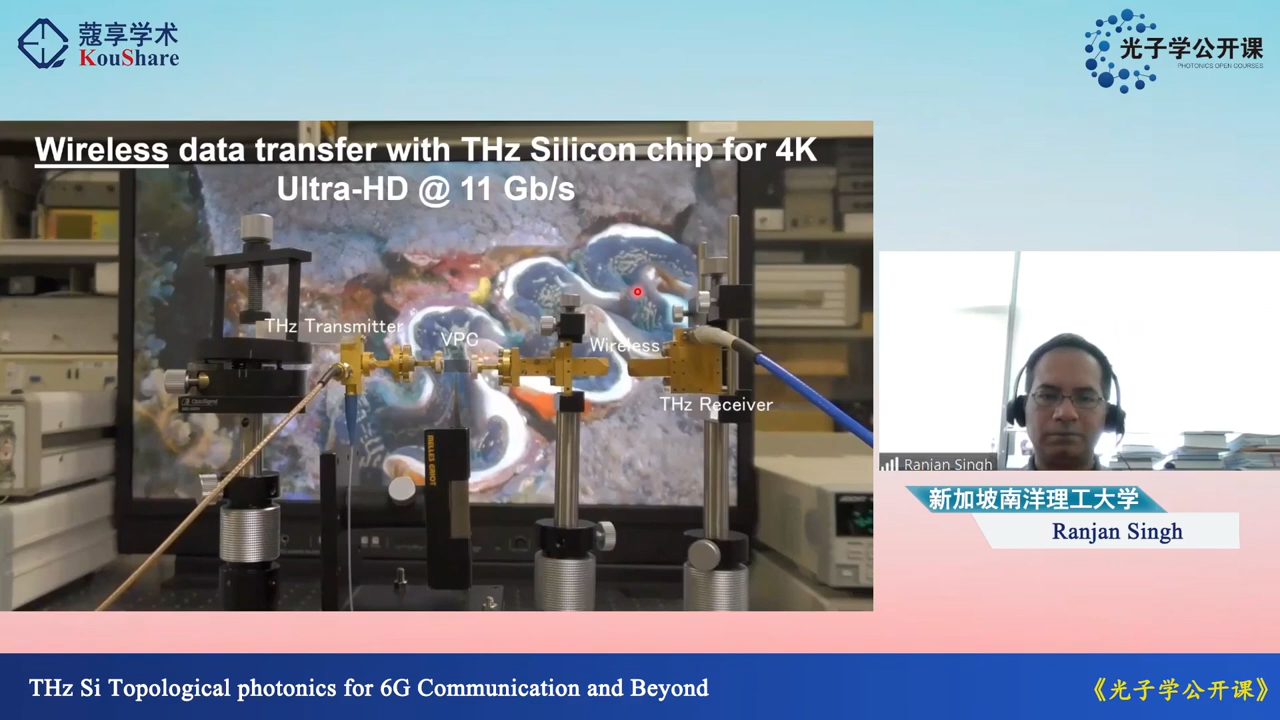 蔻享学术
KouShare
光子学公开课
PHOTONICS OPEN COURSES
Wireless data transfer with THz Silicon chip for 4K
Ultra-HD @ 11 Gb/s
THz Transmitter
VPC
Wireless
THz Receiver
MELLES GRIOT
Ranjan Singh
新加坡南洋理工大学
Ranjan Singh
THz Si Topological photonics for 6G Communication and Beyond
《光子学公开课》